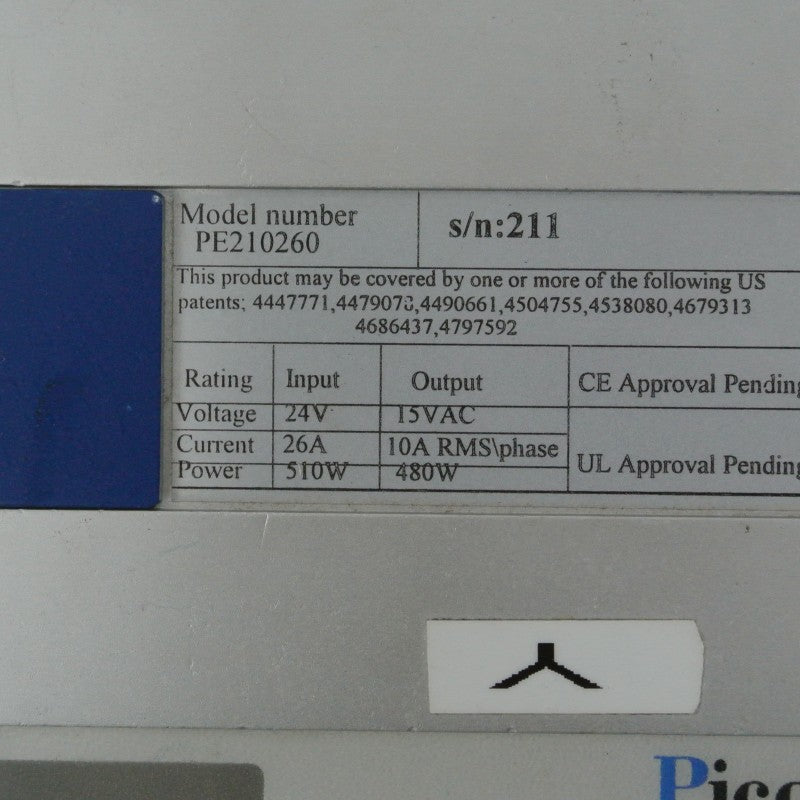 Model number
PE210260
s/n:211
This product may be covered by one or more of the following US
patents; 4447771,4479078,4490661,4504755,4538080,4679313
4686437,4797592
Rating Input Output CE Approval Pending
Voltage 24V 15VAC
Current 26A 10A RMS\phase
UL Approval Pending
Power 510W 480W